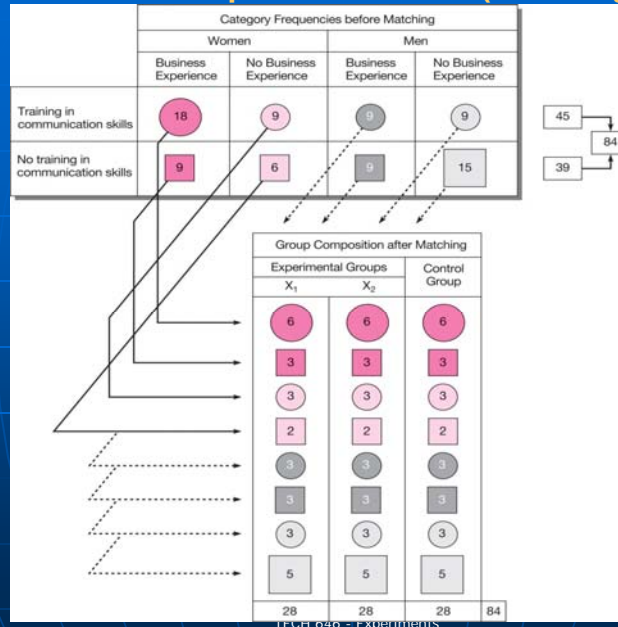 Category Frequencies before Matching
Women Men
Business Experience No Business Experience Business Experience No Business Experience
Training in communication skills 18 9 9 9 45
84
No training in communication skills 9 6 9 15 39
Group Composition after Matching
Experimental Groups Control Group
X1 X2
6 6 6
3 3 3
3 3 3
2 2 2
3 3 3
3 3 3
3 3 3
5 5 5
28 28 28 84
Experiments